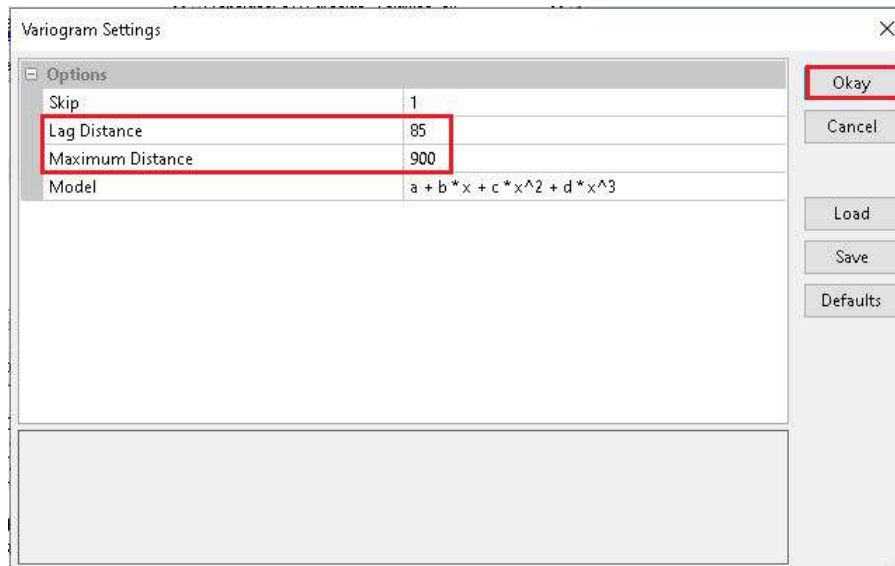 Variogram Settings
Options
Skip 1
Lag Distance 85
Maximum Distance 900
Model a + b * x + c * x^2 + d * x^3
Okay
Cancel
Load
Save
Defaults